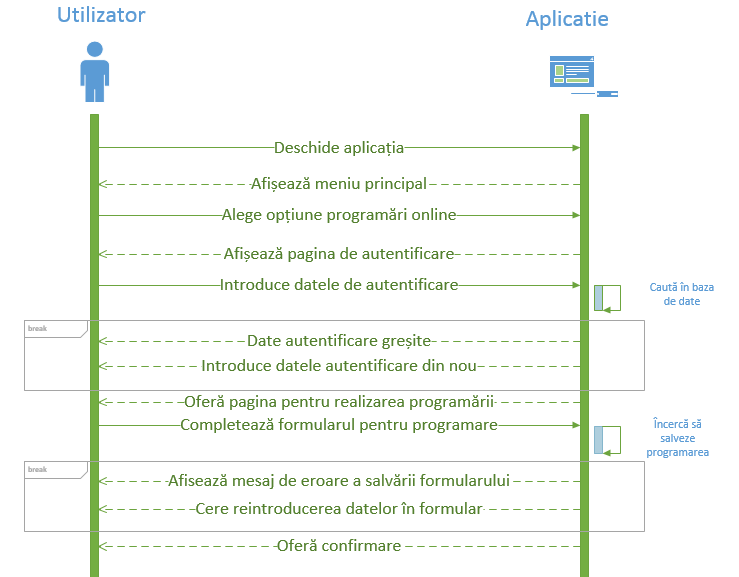 Utilizator
Aplicatie
Deschide aplicația
Afișează meniu principal
Alege opțiune programări online
Afișează pagina de autentificare
Introduce datele de autentificare
Caută în baza
de date
break
Date autentificare greșite
Introduce datele autentificare din nou
Oferă pagina pentru realizarea programării
Completează formularul pentru programare
Încercă să
salveze
programarea
break
Afisează mesaj de eroare a salvării formularului
Cere reintroducerea datelor în formular
Oferă confirmare